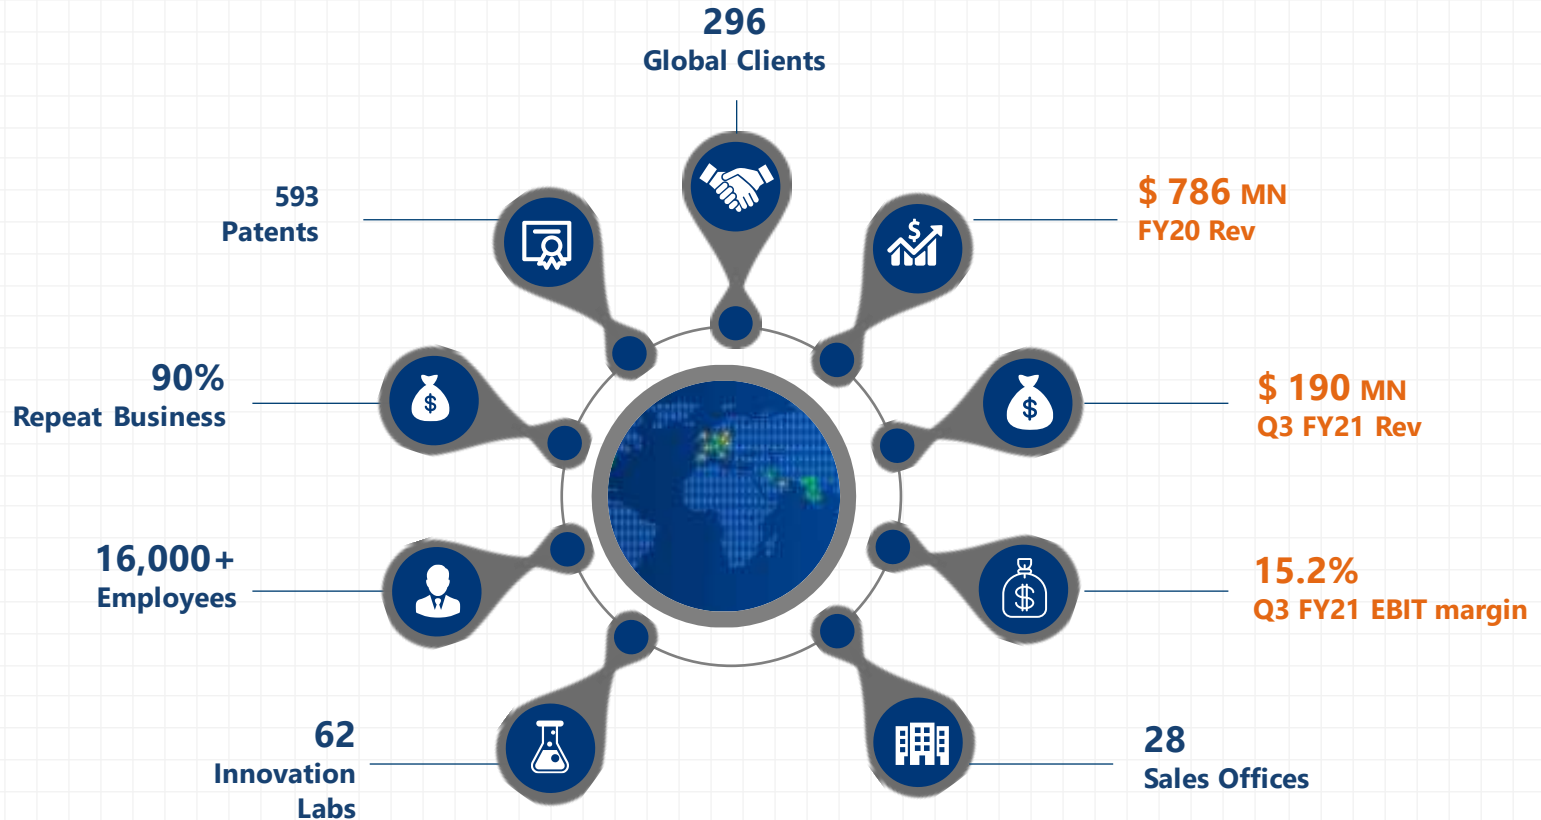 296
Global Clients
593
Patents
$ 786 MN
FY20 Rev
90%
Repeat Business
$ 190 MN
Q3 FY21 Rev
16,000+
Employees
15.2%
Q3 FY21 EBIT margin
62
Innovation
Labs
28
Sales Offices
$
$
$
$